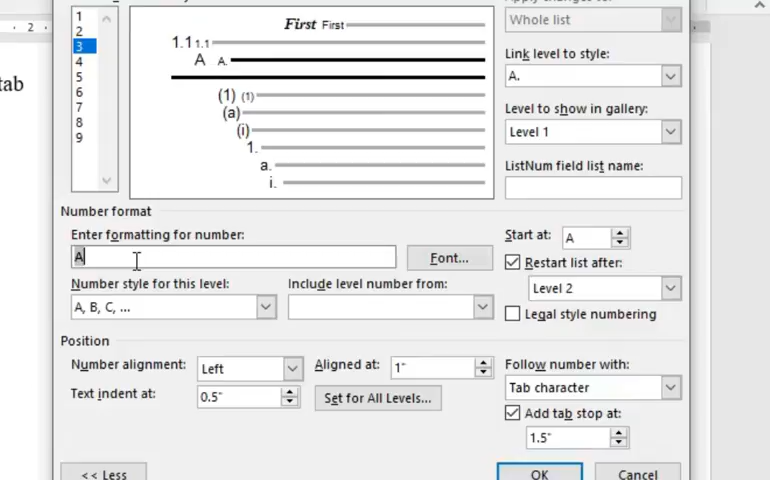 2
tab
1
2
3
4
5
6
7
8
9
First First
1.1 1.1
A A.
(1) (1)
(a)
(i)
1.
a.
i.
Whole list
Link level to style:
A.
Level to show in gallery:
Level 1
ListNum field list name:
Number format
Enter formatting for number:
A
Font...
Start at:
A
Restart list after:
Level 2
Number style for this level:
A, B, C, ...
Include level number from:
Legal style numbering
Position
Number alignment:
Left
Aligned at:
1"
Text indent at:
0.5"
Set for All Levels...
Follow number with:
Tab character
Add tab stop at:
1.5"
<< Less
OK
Cancel